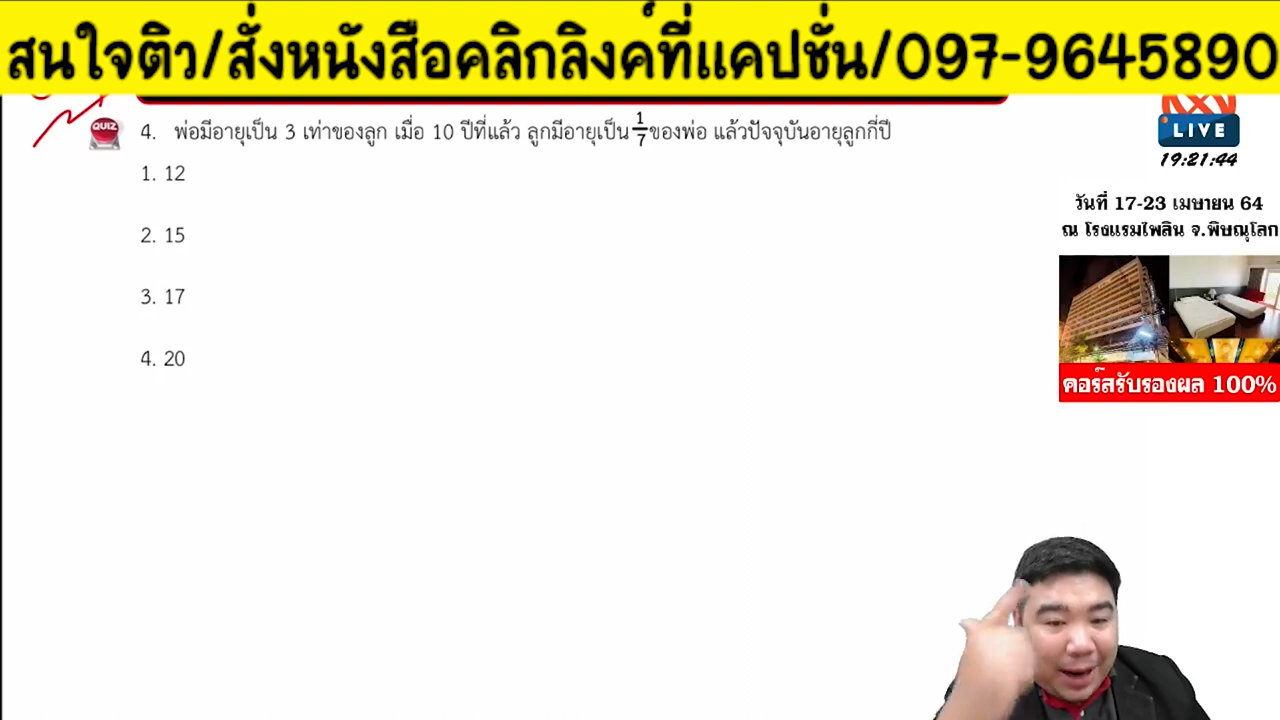 สนใจติว/สั่งหนังสือคลิกลิงค์ที่แคปชั่น/097-9645890
LIVE
19:21:44
QUIZ
4. พ่อมีอายุเป็น 3 เท่าของลูก เมื่อ 10 ปีที่แล้ว ลูกมีอายุเป็น 1/7 ของพ่อ แล้วปัจจุบันอายุลูกกี่ปี
1. 12
2. 15
3. 17
4. 20
วันที่ 17-23 เมษายน 64
ณ โรงแรมไพลิน จ.พิษณุโลก
คอร์สรับรองผล 100%